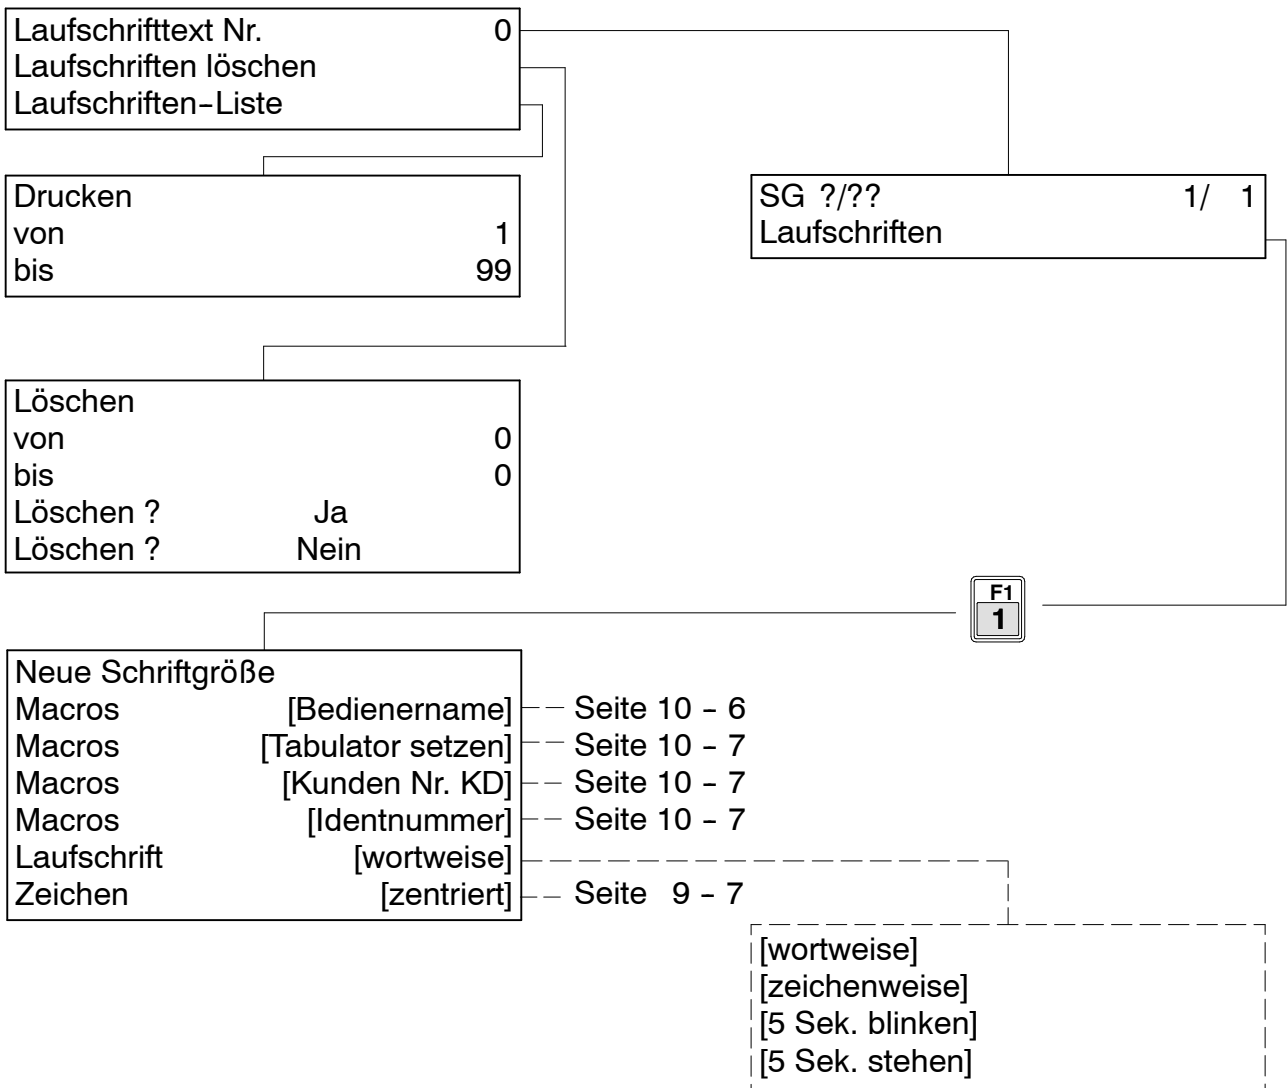 Laufschrifttext Nr. 0
Laufschriften löschen
Laufschriften-Liste
Drucken
von 1
bis 99
SG ?/?? 1/ 1
Laufschriften
Löschen
von 0
bis 0
Löschen ? Ja
Löschen ? Nein
F1
1
Neue Schriftgröße
Macros [Bedienername] Seite 10 - 6
Macros [Tabulator setzen] Seite 10 - 7
Macros [Kunden Nr. KD] Seite 10 - 7
Macros [Identnummer] Seite 10 - 7
Laufschrift [wortweise]
Zeichen [zentriert] Seite 9 - 7
[wortweise]
[zeichenweise]
[5 Sek. blinken]
[5 Sek. stehen]